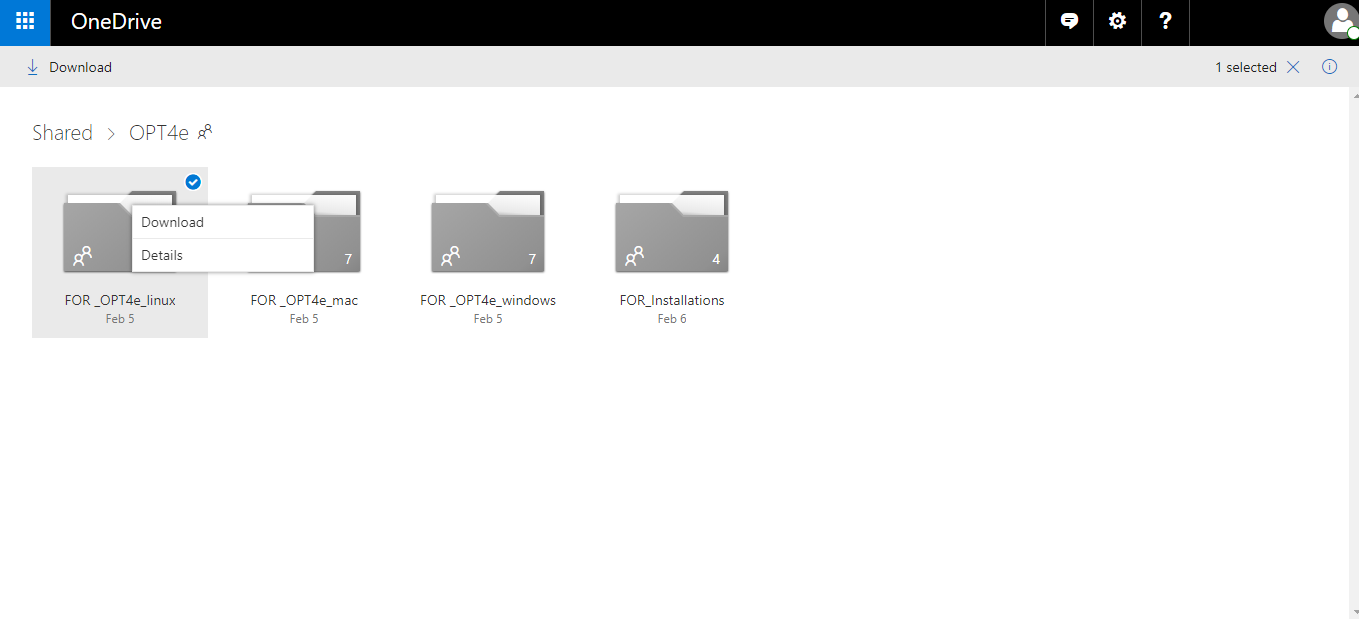 OneDrive
?
Download
1 selected
Shared > OPT4e
Download
Details
7
7
4
FOR _OPT4e_linux
FOR _OPT4e_mac
FOR _OPT4e_windows
FOR_Installations
Feb 5
Feb 5
Feb 5
Feb 6